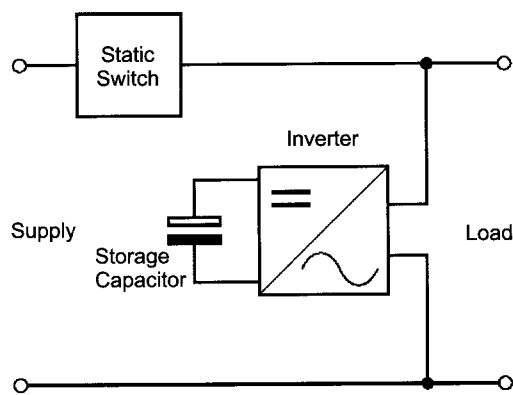 Static
Switch
Inverter
Supply
Storage
Capacitor
Load